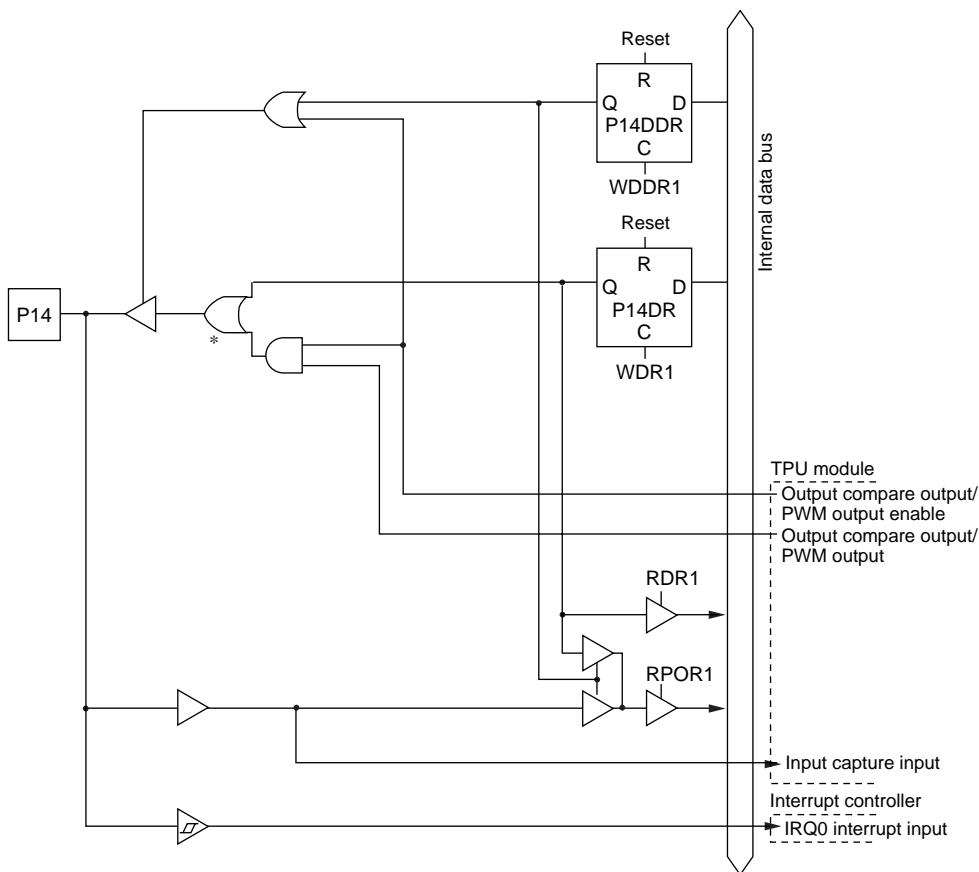 Reset
R
Q D
P14DDR
C
WDDR1
Internal data bus
Reset
R
Q D
P14DR
C
WDR1
P14
*
TPU module
Output compare output/
PWM output enable
Output compare output/
PWM output
RDR1
RPOR1
Input capture input
Interrupt controller
IRQ0 interrupt input